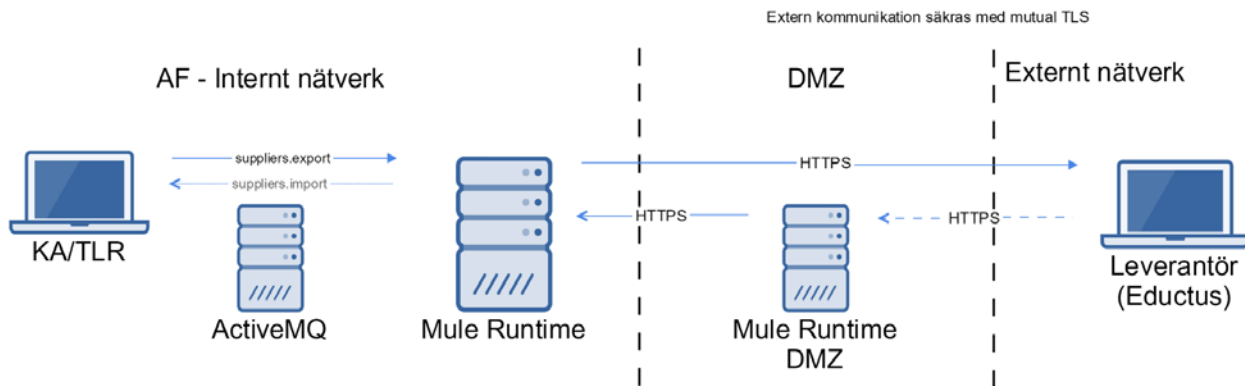 Extern kommunikation säkras med mutual TLS
AF - Internt nätverk
DMZ
Externt nätverk
suppliers.export
HTTPS
suppliers.import
HTTPS
HTTPS
KA/TLR
ActiveMQ
Mule Runtime
Mule Runtime
DMZ
Leverantör
(Eductus)